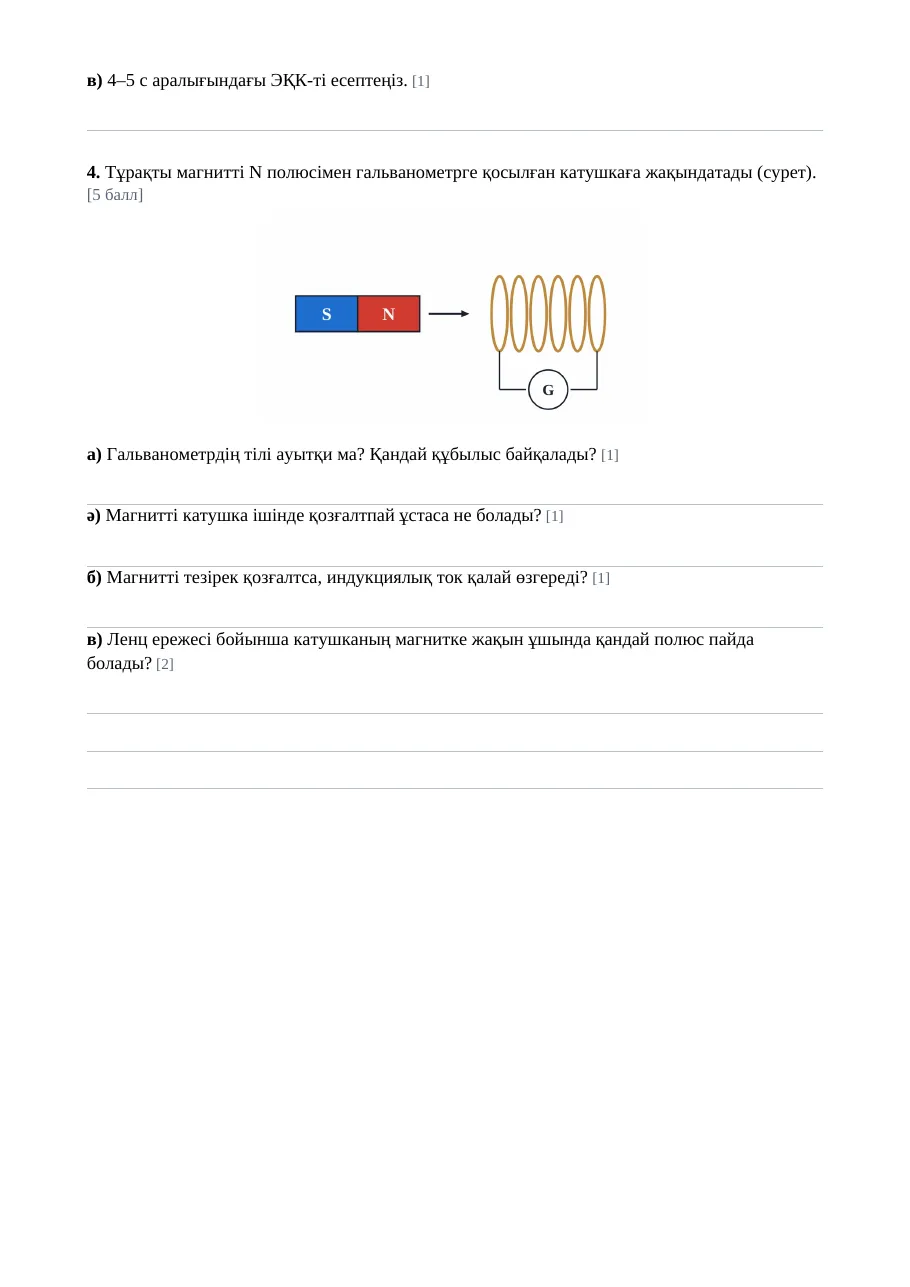 в) 4–5 с аралығындағы ЭҚК-ті есептеңіз. [1]
4. Тұрақты магнитті N полюсімен гальванометрге қосылған катушкаға жақындатады (сурет).
[5 балл]
S N
G
а) Гальванометрдің тілі ауытқи ма? Қандай құбылыс байқалады? [1]
ә) Магнитті катушка ішінде қозғалтпай ұстаса не болады? [1]
б) Магнитті тезірек қозғалтса, индукциялық ток қалай өзгереді? [1]
в) Ленц ережесі бойынша катушканың магнитке жақын ұшында қандай полюс пайда
болады? [2]